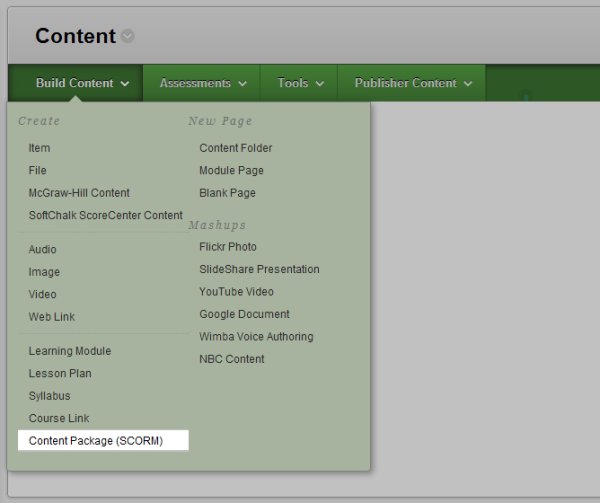 Content
Build Content
Assessments
Tools
Publisher Content
Create
Item
File
McGraw-Hill Content
SoftChalk ScoreCenter Content
Audio
Image
Video
Web Link
Learning Module
Lesson Plan
Syllabus
Course Link
Content Package (SCORM)
New Page
Content Folder
Module Page
Blank Page
Mashups
Flickr Photo
SlideShare Presentation
YouTube Video
Google Document
Wimba Voice Authoring
NBC Content